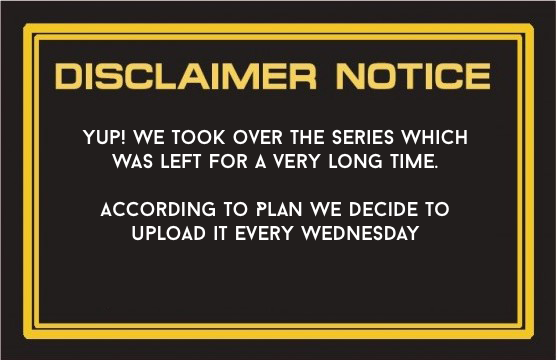 DISCLAIMER NOTICE
YUP! WE TOOK OVER THE SERIES WHICH
WAS LEFT FOR A VERY LONG TIME.
ACCORDING TO PLAN WE DECIDE TO
UPLOAD IT EVERY WEDNESDAY